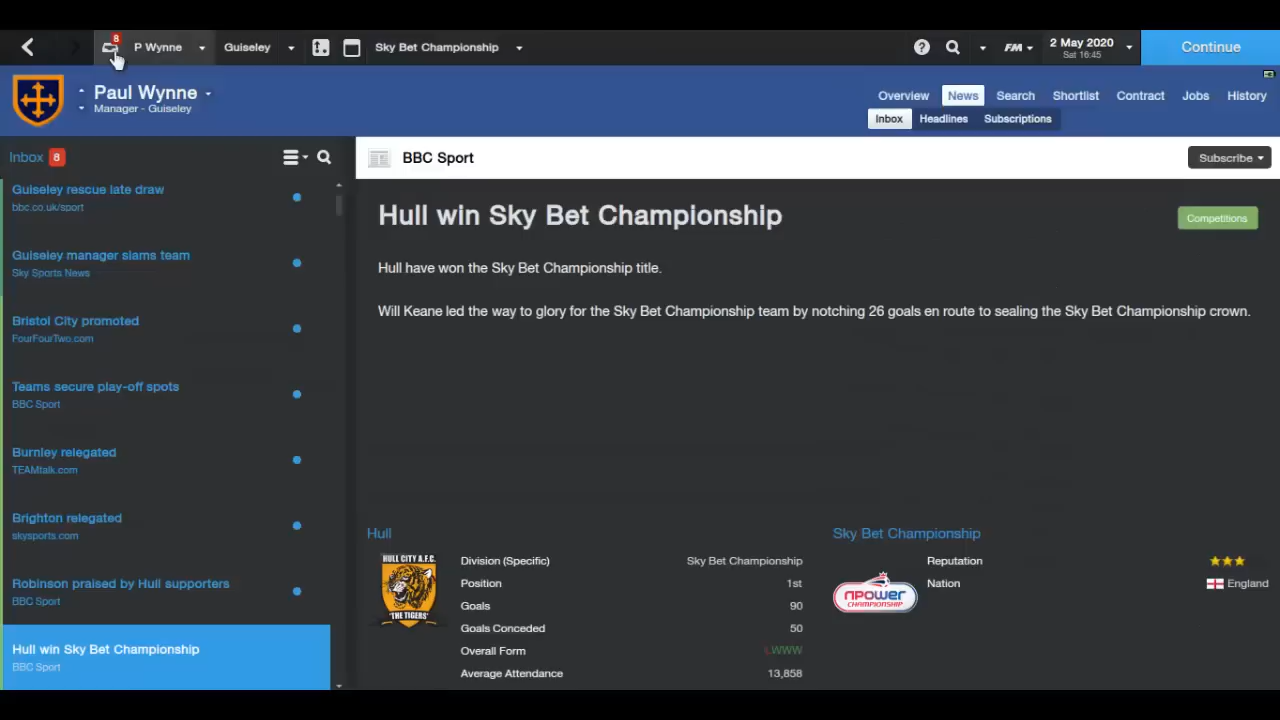 8
P Wynne
Guiseley
Sky Bet Championship
FM
2 May 2020
Sat 16:45
Continue
Paul Wynne
Manager - Guiseley
Overview
News
Search
Shortlist
Contract
Jobs
History
Inbox
Headlines
Subscriptions
Inbox 8
BBC Sport
Subscribe
Guiseley rescue late draw
bbc.co.uk/sport
Guiseley manager slams team
Sky Sports News
Bristol City promoted
FourFourTwo.com
Teams secure play-off spots
BBC Sport
Burnley relegated
TEAMtalk.com
Brighton relegated
skysports.com
Robinson praised by Hull supporters
BBC Sport
Hull win Sky Bet Championship
BBC Sport
Hull win Sky Bet Championship
Competitions
Hull have won the Sky Bet Championship title.
Will Keane led the way to glory for the Sky Bet Championship team by notching 26 goals en route to sealing the Sky Bet Championship crown.
Hull
HULL CITY A.F.C.
'THE TIGERS'
Division (Specific) Sky Bet Championship
Position 1st
Goals 90
Goals Conceded 50
Overall Form LWWW
Average Attendance 13,858
Sky Bet Championship
npower
CHAMPIONSHIP
Reputation
Nation England